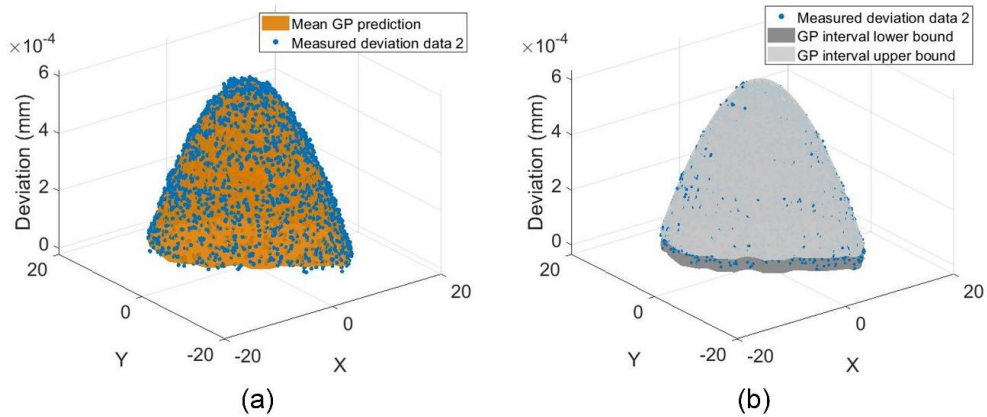 Mean GP prediction
Measured deviation data 2
×10⁻⁴
6
4
2
0
Deviation (mm)
20
0
-20
Y
-20
0
20
X
(a)
Measured deviation data 2
GP interval lower bound
GP interval upper bound
×10⁻⁴
6
4
2
0
Deviation (mm)
20
0
-20
Y
-20
0
20
X
(b)